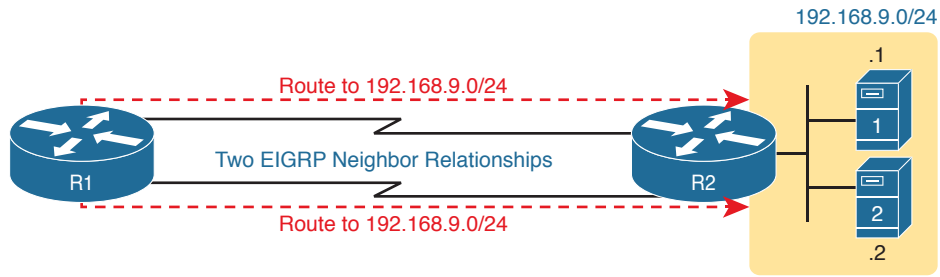 192.168.9.0/24
.1
Route to 192.168.9.0/24
1
Two EIGRP Neighbor Relationships
R1
R2
2
Route to 192.168.9.0/24
.2